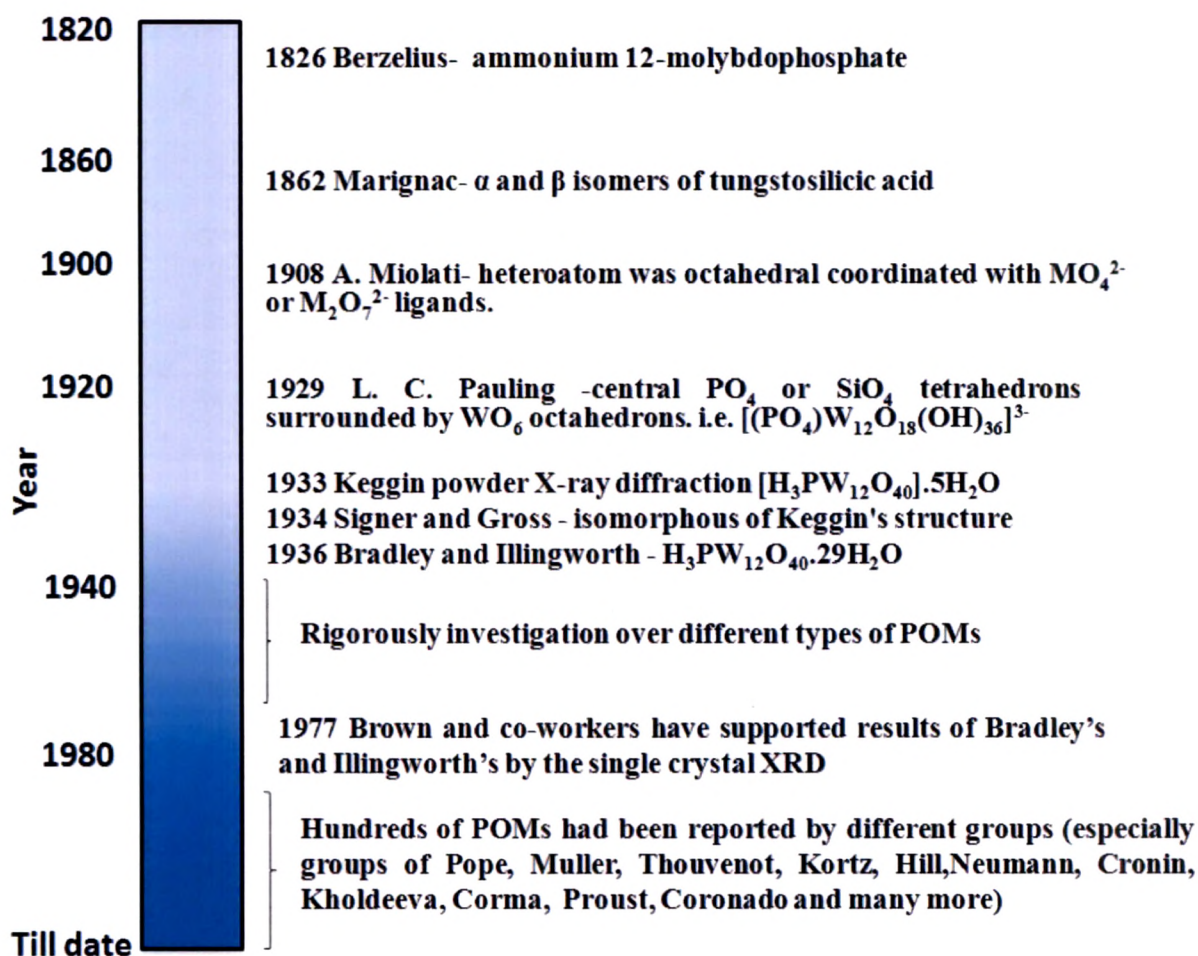 1820
1826 Berzelius-  ammonium 12-molybdophosphate
1860
1862 Marignac- α and β isomers of tungstosilicic acid
1900
1908 A. Miolati- heteroatom was octahedral coordinated with MO₄²⁻
or M₂O₇²⁻ ligands.
1920
1929 L. C. Pauling -central PO₄ or SiO₄ tetrahedrons
surrounded by WO₆ octahedrons. i.e. [(PO₄)W₁₂O₁₈(OH)₃₆]³⁻
Year
1933 Keggin powder X-ray diffraction [H₃PW₁₂O₄₀].5H₂O
1934 Signer and Gross - isomorphous of Keggin's structure
1936 Bradley and Illingworth - H₃PW₁₂O₄₀.29H₂O
1940
Rigorously investigation over different types of POMs
1977 Brown and co-workers have supported results of Bradley's
and Illingworth's by the single crystal XRD
1980
Hundreds of POMs had been reported by different groups (especially
groups of Pope, Muller, Thouvenot, Kortz, Hill,Neumann, Cronin,
Kholdeeva, Corma, Proust, Coronado and many more)
Till date